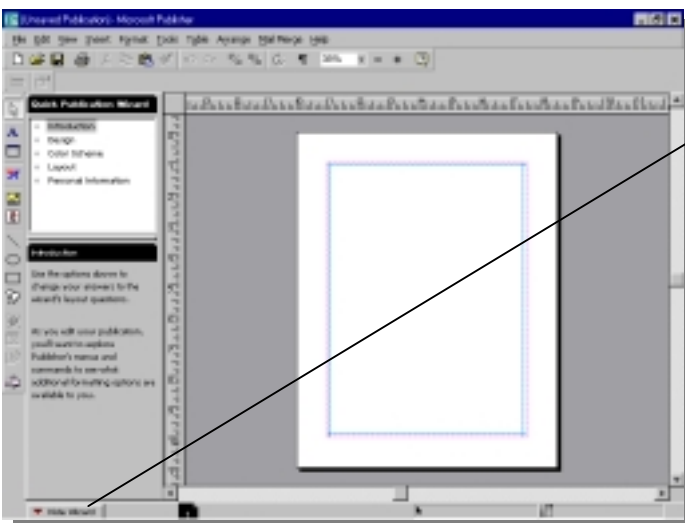 [Unsaved Publication] - Microsoft Publisher
File Edit View Insert Format Tools Table Arrange Mail Merge Help
38%
Quick Publication Wizard
Introduction
Design
Color Scheme
Layout
Personal Information
Introduction
Use the options above to
change your answers to the
wizard's layout questions.
As you edit your publication,
you'll want to explore
Publisher's menus and
commands to see what
additional formatting options are
available to you.
Hide Wizard